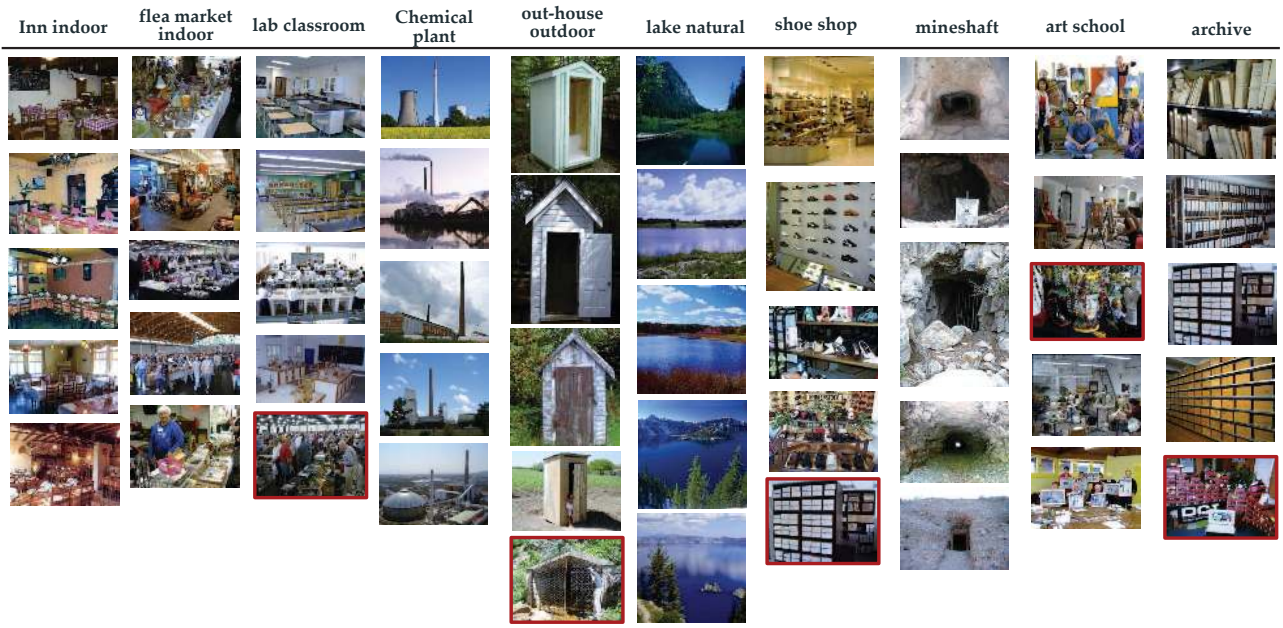 Inn indoor
flea market
indoor
lab classroom
Chemical
plant
out-house
outdoor
lake natural
shoe shop
mineshaft
art school
archive